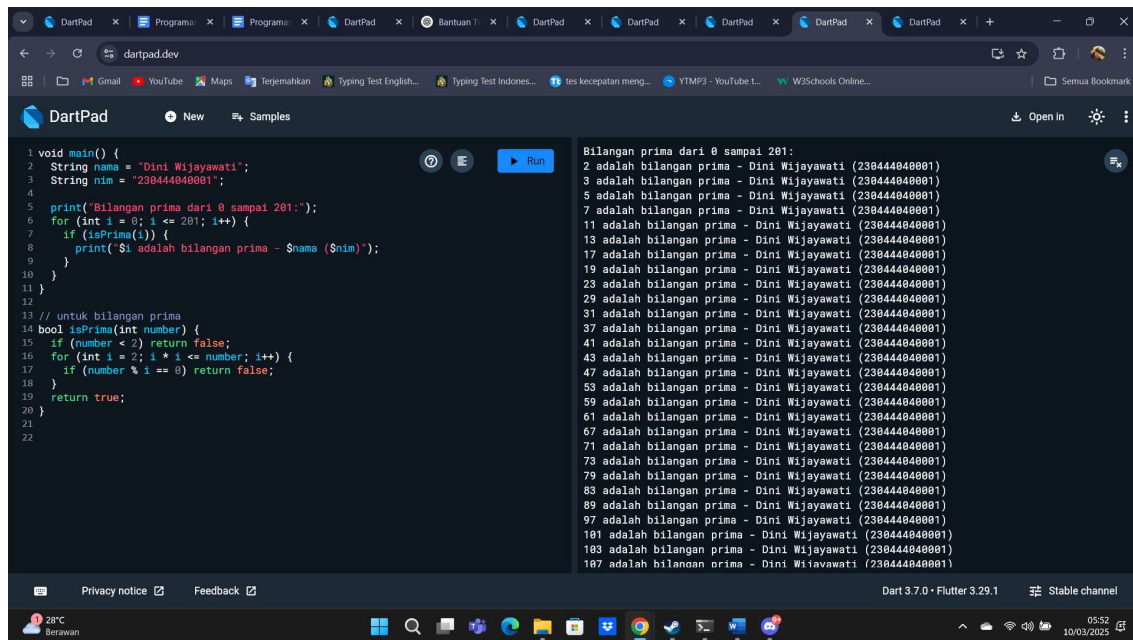 DartPad
Programar
Programar
DartPad
Bantuan T
DartPad
DartPad
DartPad
DartPad
DartPad
dartpad.dev
Gmail
YouTube
Maps
Terjemahkan
Typing Test English...
Typing Test Indones...
tes kecepatan meng...
YTMP3 - YouTube t...
W3Schools Online...
Semua Bookmark
DartPad
New
Samples
Open in
1 void main() {
2 String nama = "Dini Wijayawati";
3 String nim = "230444040001";
4
5 print("Bilangan prima dari 0 sampai 201:");
6 for (int i = 0; i <= 201; i++) {
7 if (isPrima(i)) {
8 print("$i adalah bilangan prima - $nama ($nim)");
9 }
10 }
11 }
12
13 // untuk bilangan prima
14 bool isPrima(int number) {
15 if (number < 2) return false;
16 for (int i = 2; i * i <= number; i++) {
17 if (number % i == 0) return false;
18 }
19 return true;
20 }
21
22
Run
Bilangan prima dari 0 sampai 201:
2 adalah bilangan prima - Dini Wijayawati (230444040001)
3 adalah bilangan prima - Dini Wijayawati (230444040001)
5 adalah bilangan prima - Dini Wijayawati (230444040001)
7 adalah bilangan prima - Dini Wijayawati (230444040001)
11 adalah bilangan prima - Dini Wijayawati (230444040001)
13 adalah bilangan prima - Dini Wijayawati (230444040001)
17 adalah bilangan prima - Dini Wijayawati (230444040001)
19 adalah bilangan prima - Dini Wijayawati (230444040001)
23 adalah bilangan prima - Dini Wijayawati (230444040001)
29 adalah bilangan prima - Dini Wijayawati (230444040001)
31 adalah bilangan prima - Dini Wijayawati (230444040001)
37 adalah bilangan prima - Dini Wijayawati (230444040001)
41 adalah bilangan prima - Dini Wijayawati (230444040001)
43 adalah bilangan prima - Dini Wijayawati (230444040001)
47 adalah bilangan prima - Dini Wijayawati (230444040001)
53 adalah bilangan prima - Dini Wijayawati (230444040001)
59 adalah bilangan prima - Dini Wijayawati (230444040001)
61 adalah bilangan prima - Dini Wijayawati (230444040001)
67 adalah bilangan prima - Dini Wijayawati (230444040001)
71 adalah bilangan prima - Dini Wijayawati (230444040001)
73 adalah bilangan prima - Dini Wijayawati (230444040001)
79 adalah bilangan prima - Dini Wijayawati (230444040001)
83 adalah bilangan prima - Dini Wijayawati (230444040001)
89 adalah bilangan prima - Dini Wijayawati (230444040001)
97 adalah bilangan prima - Dini Wijayawati (230444040001)
101 adalah bilangan prima - Dini Wijayawati (230444040001)
103 adalah bilangan prima - Dini Wijayawati (230444040001)
107 adalah bilangan prima - Dini Wijayawati (230444040001)
Privacy notice
Feedback
Dart 3.7.0 • Flutter 3.29.1
Stable channel
1
28°C
Berawan
05:52
10/03/2025